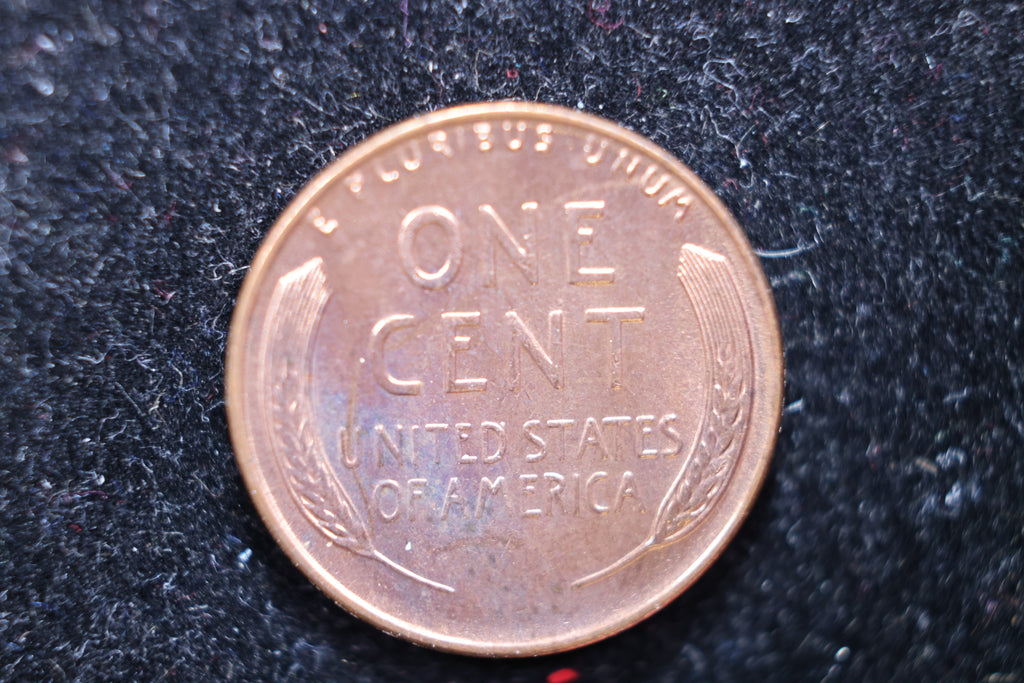 E PLURIBUS UNUM
ONE
CENT
UNITED STATES
OF AMERICA